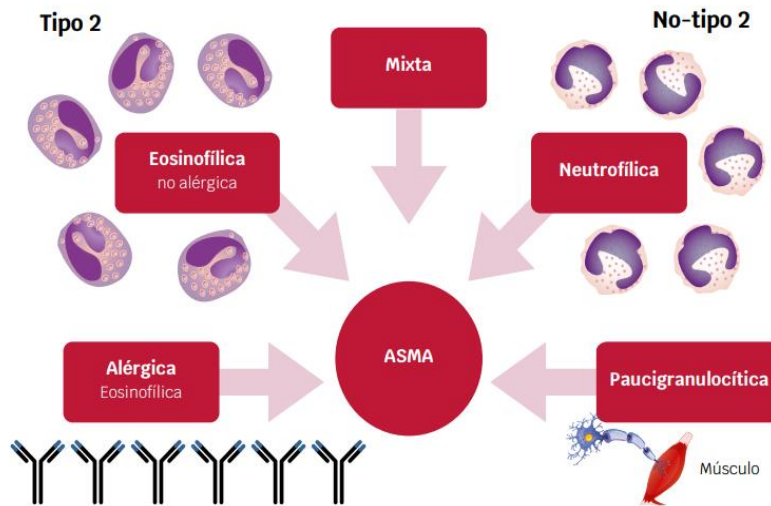 Tipo 2
No-tipo 2
Mixta
Eosinofílica
no alérgica
Neutrofílica
ASMA
Alérgica
Eosinofílica
Paucigranulocítica
Músculo